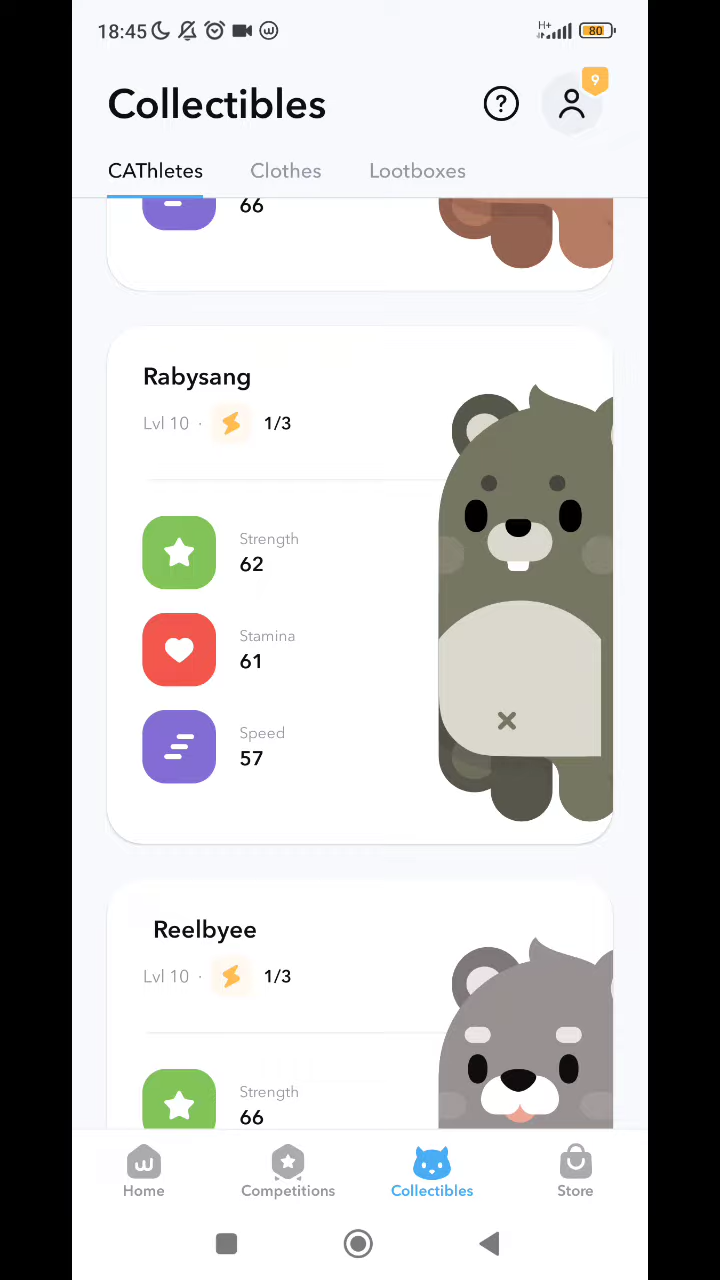 18:45 H+ 80
Collectibles 9
CAThletes Clothes Lootboxes
66
Rabysang
Lvl 10 · 1/3
Strength
62
Stamina
61
Speed
57
Reelbyee
Lvl 10 · 1/3
Strength
66
Home Competitions Collectibles Store